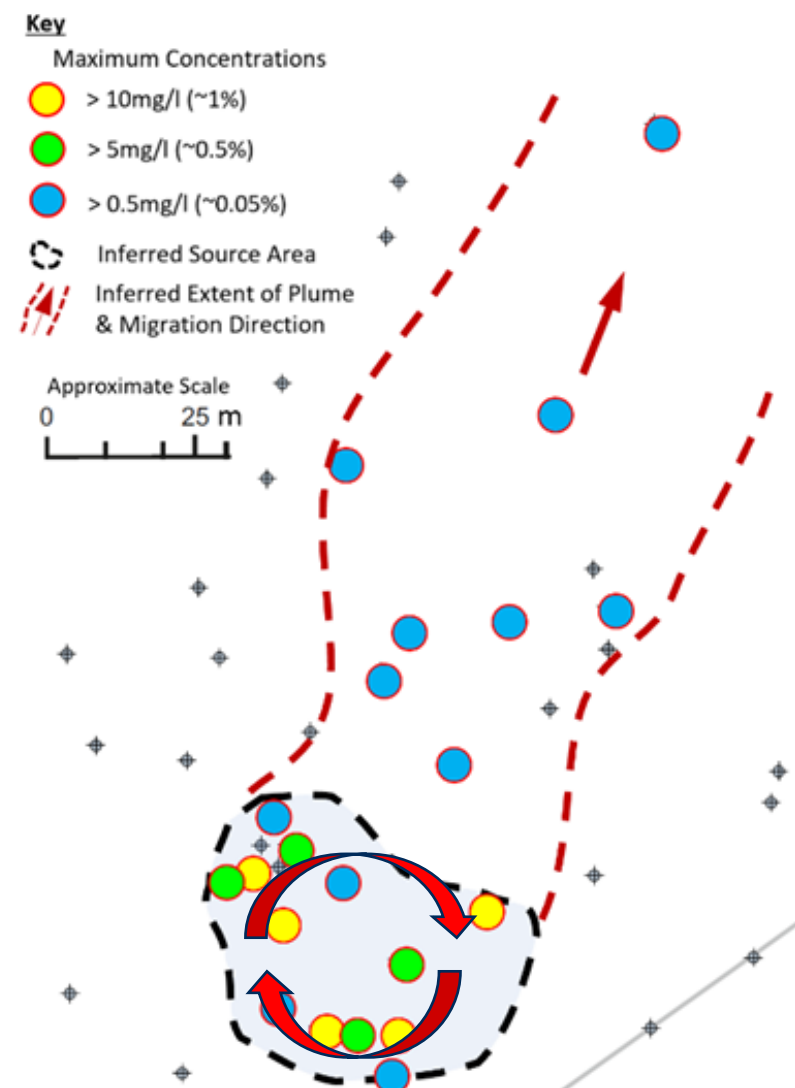 Key
Maximum Concentrations
> 10mg/l (~1%)
> 5mg/l (~0.5%)
> 0.5mg/l (~0.05%)
Inferred Source Area
Inferred Extent of Plume
& Migration Direction
Approximate Scale
0 25 m